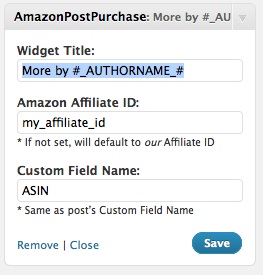 AmazonPostPurchase: More by #_AU
Widget Title:
More by #_AUTHORNAME_#
Amazon Affiliate ID:
my_affiliate_id
* If not set, will default to our Affiliate ID
Custom Field Name:
ASIN
* Same as post's Custom Field Name
Remove | Close
Save